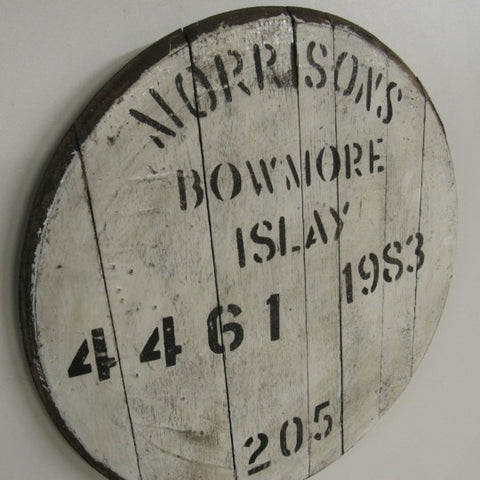 MORRISONS
BOWMORE
ISLAY
4461 1983
205